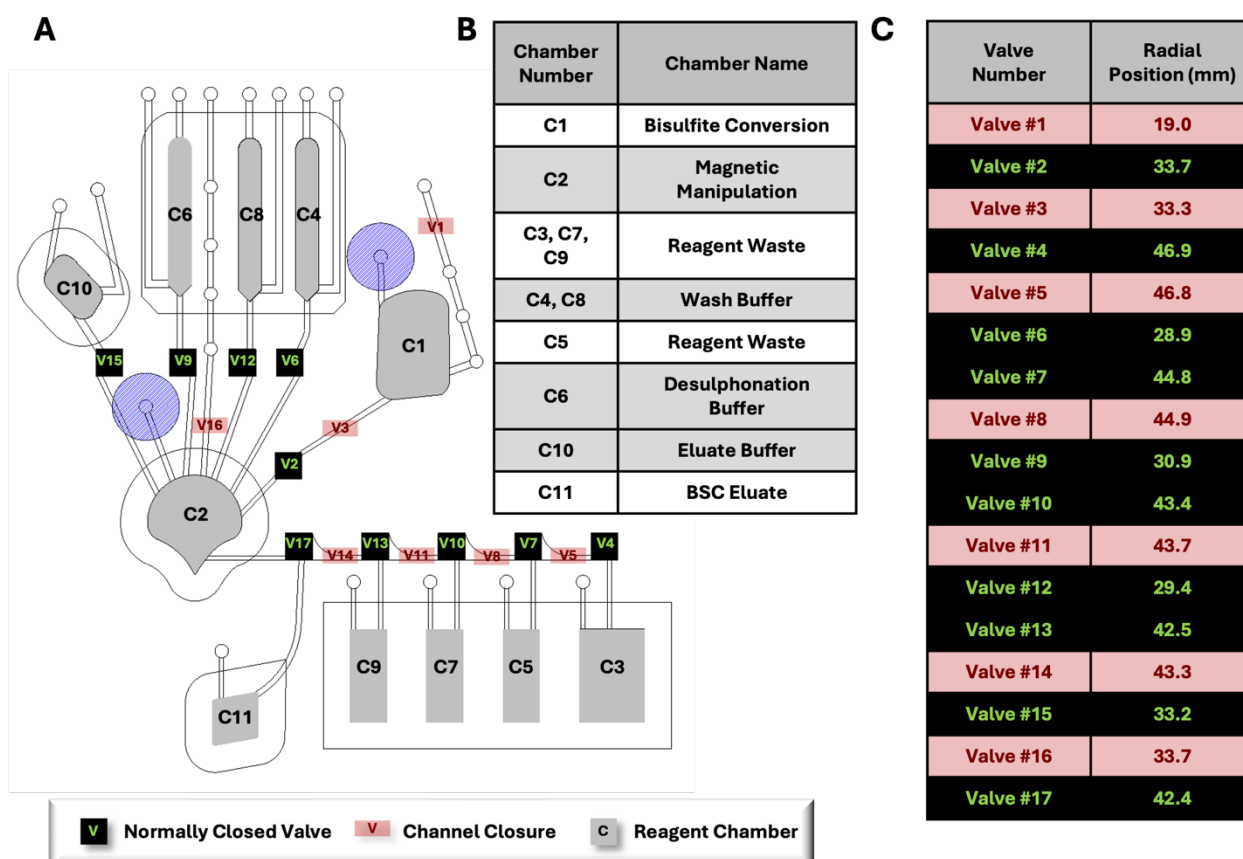 A
B
C
C6
C8
C4
V1
C10
C1
V15
V9
V12
V6
V16
V3
V2
C2
V17
V14
V13
V11
V10
V8
V7
V5
V4
C9
C7
C5
C3
C11
Chamber Number
Chamber Name
C1
Bisulfite Conversion
C2
Magnetic
Manipulation
C3, C7,
C9
Reagent Waste
C4, C8
Wash Buffer
C5
Reagent Waste
C6
Desulphonation
Buffer
C10
Eluate Buffer
C11
BSC Eluate
Valve
Number
Radial
Position (mm)
Valve #1 19.0
Valve #2 33.7
Valve #3 33.3
Valve #4 46.9
Valve #5 46.8
Valve #6 28.9
Valve #7 44.8
Valve #8 44.9
Valve #9 30.9
Valve #10 43.4
Valve #11 43.7
Valve #12 29.4
Valve #13 42.5
Valve #14 43.3
Valve #15 33.2
Valve #16 33.7
Valve #17 42.4
V Normally Closed Valve V Channel Closure C Reagent Chamber